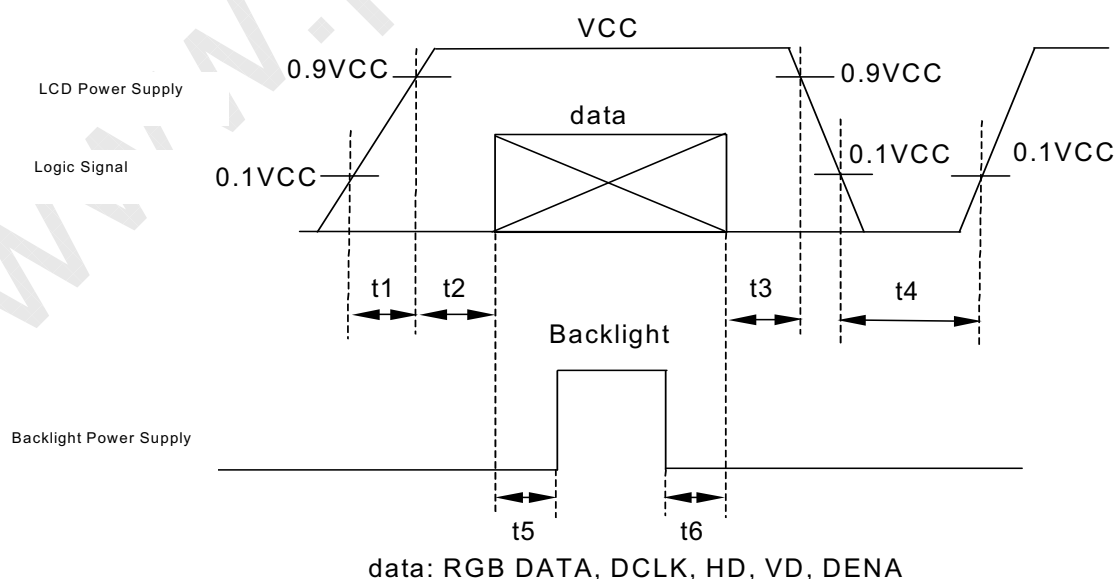 VCC
0.9VCC
0.9VCC
LCD Power Supply
data
Logic Signal
0.1VCC
0.1VCC
0.1VCC
t1
t2
t3
t4
Backlight
Backlight Power Supply
t5
t6
data: RGB DATA, DCLK, HD, VD, DENA